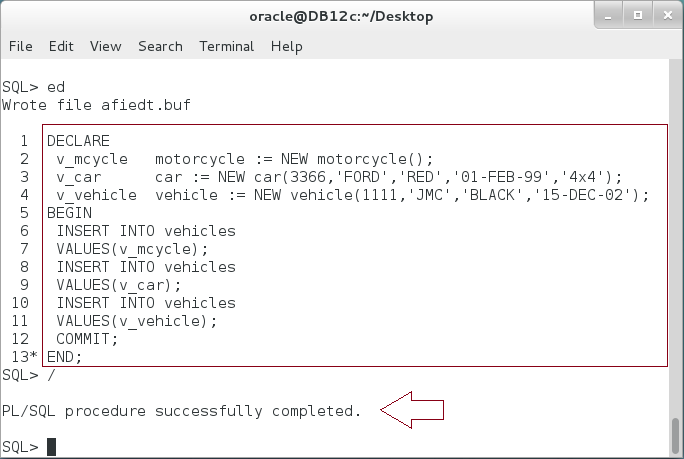 oracle@DB12c:~/Desktop
File Edit View Search Terminal Help
SQL> ed
Wrote file afiedt.buf
1 DECLARE
2 v_mcycle motorcycle := NEW motorcycle();
3 v_car car := NEW car(3366,'FORD','RED','01-FEB-99','4x4');
4 v_vehicle vehicle := NEW vehicle(1111,'JMC','BLACK','15-DEC-02');
5 BEGIN
6 INSERT INTO vehicles
7 VALUES(v_mcycle);
8 INSERT INTO vehicles
9 VALUES(v_car);
10 INSERT INTO vehicles
11 VALUES(v_vehicle);
12 COMMIT;
13* END;
SQL> /
PL/SQL procedure successfully completed.
SQL>